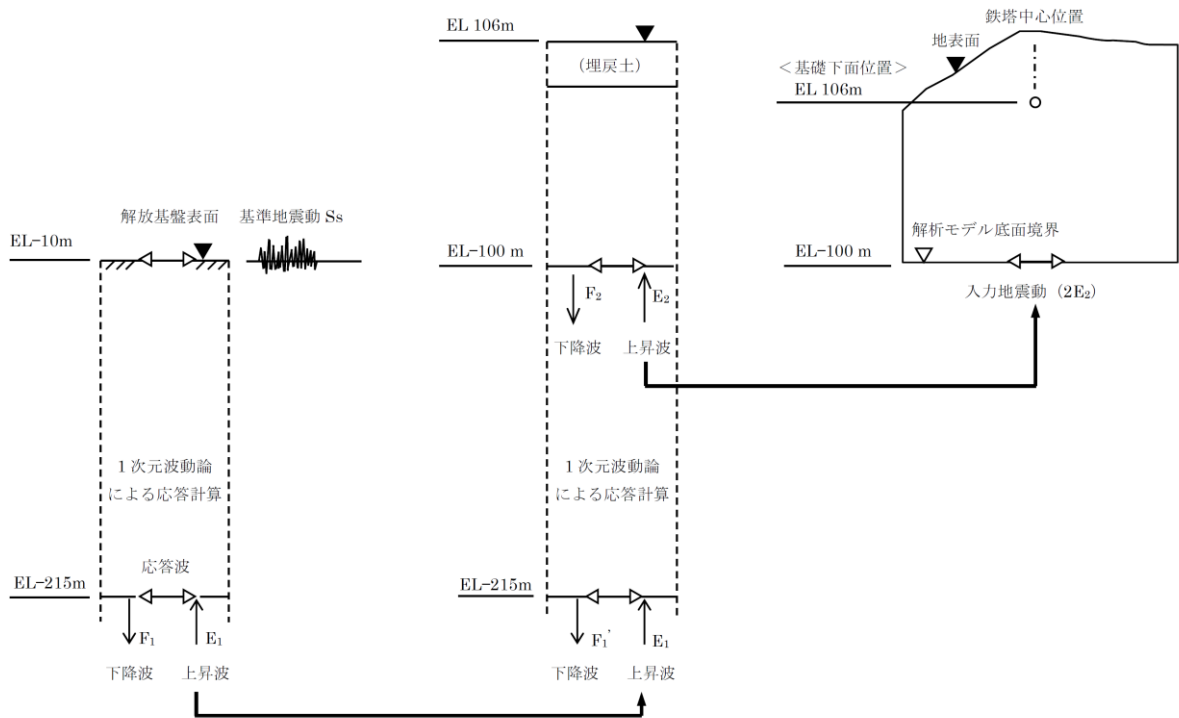 EL 106m
(埋戻土)
鉄塔中心位置
地表面
<基礎下面位置>
EL 106m
解放基盤表面
基準地震動 Ss
EL-10m
EL-100 m
F₂
E₂
下降波
上昇波
解析モデル底面境界
EL-100 m
入力地震動(2E₂)
1次元波動論
による応答計算
1次元波動論
による応答計算
応答波
EL-215m
F₁
E₁
下降波
上昇波
EL-215m
F₁'
E₁
下降波
上昇波